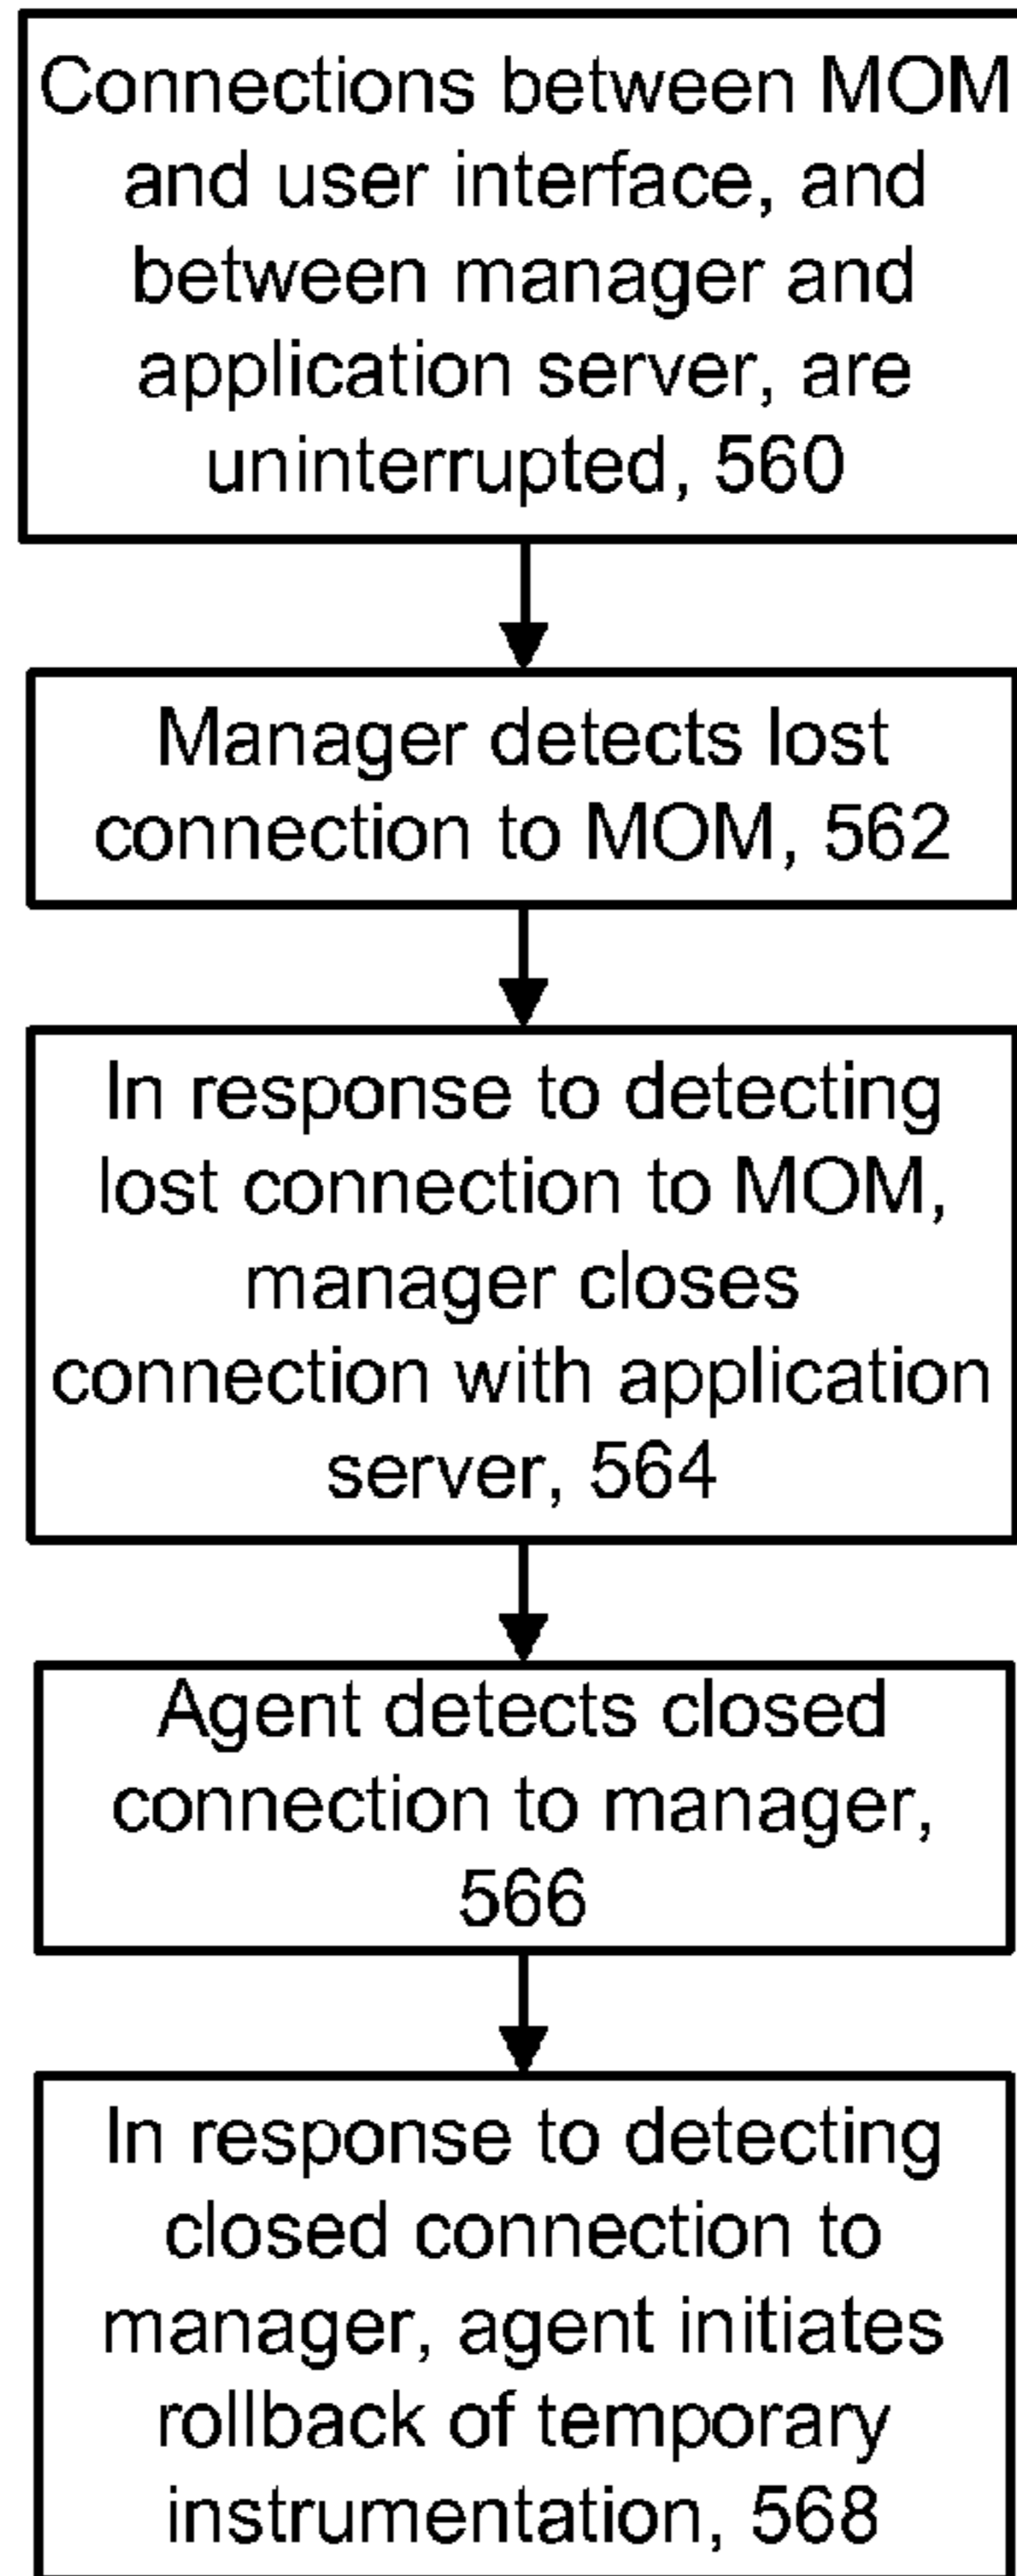 Connections between MOM
and user interface, and
between manager and
application server, are
uninterrupted, 560
Manager detects lost
connection to MOM, 562
In response to detecting
lost connection to MOM,
manager closes
connection with application
server, 564
Agent detects closed
connection to manager,
566
In response to detecting
closed connection to
manager, agent initiates
rollback of temporary
instrumentation, 568